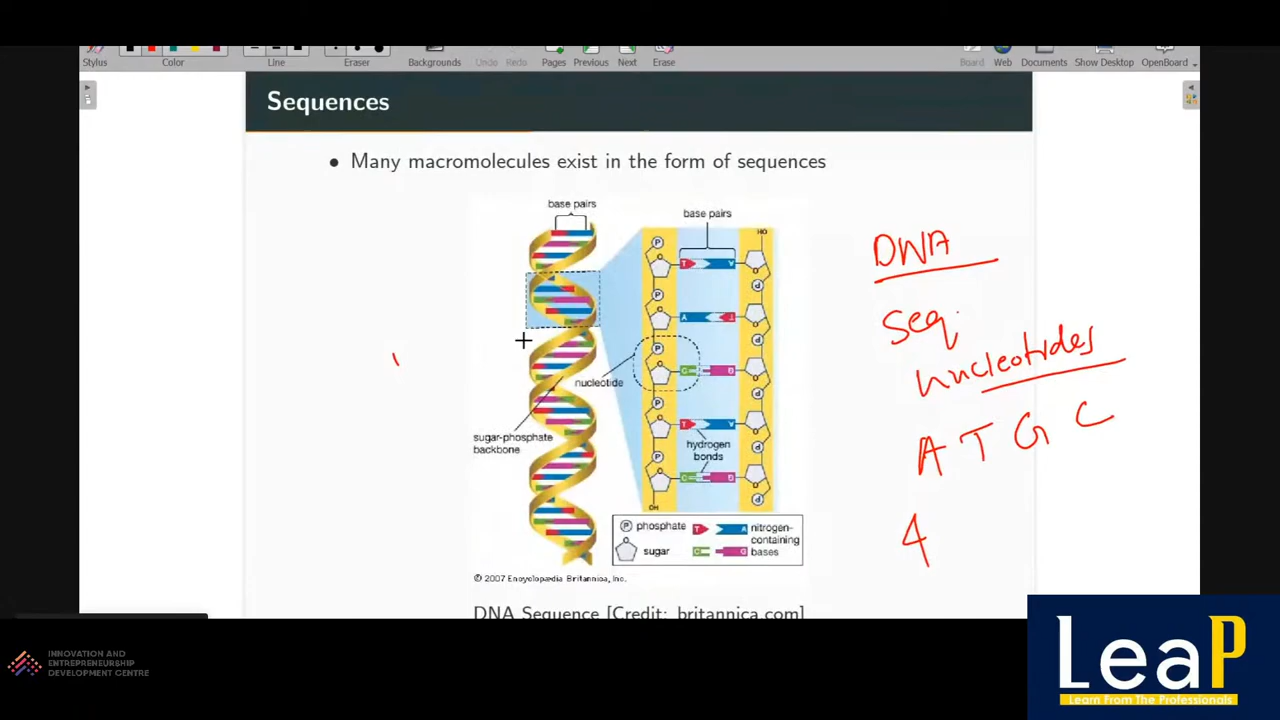 Stylus
Color
Line
Eraser
Backgrounds
Undo
Redo
Pages
Previous
Next
Erase
Board
Web
Documents
Show Desktop
OpenBoard
Sequences
• Many macromolecules exist in the form of sequences
base pairs
base pairs
HO
P
T
A
P
P
A
T
P
P
C
G
nucleotide
P
P
T
A
sugar-phosphate
backbone
hydrogen
bonds
P
P
C
G
OH
P
P phosphate
T
A
nitrogen-
containing
bases
sugar
C
G
© 2007 Encyclopædia Britannica, Inc.
DNA Sequence [Credit: britannica.com]
DNA
Seq.
nucleotides
A T G C
4
INNOVATION AND
ENTREPRENEURSHIP
DEVELOPMENT CENTRE
LeaP
Learn From The Professionals